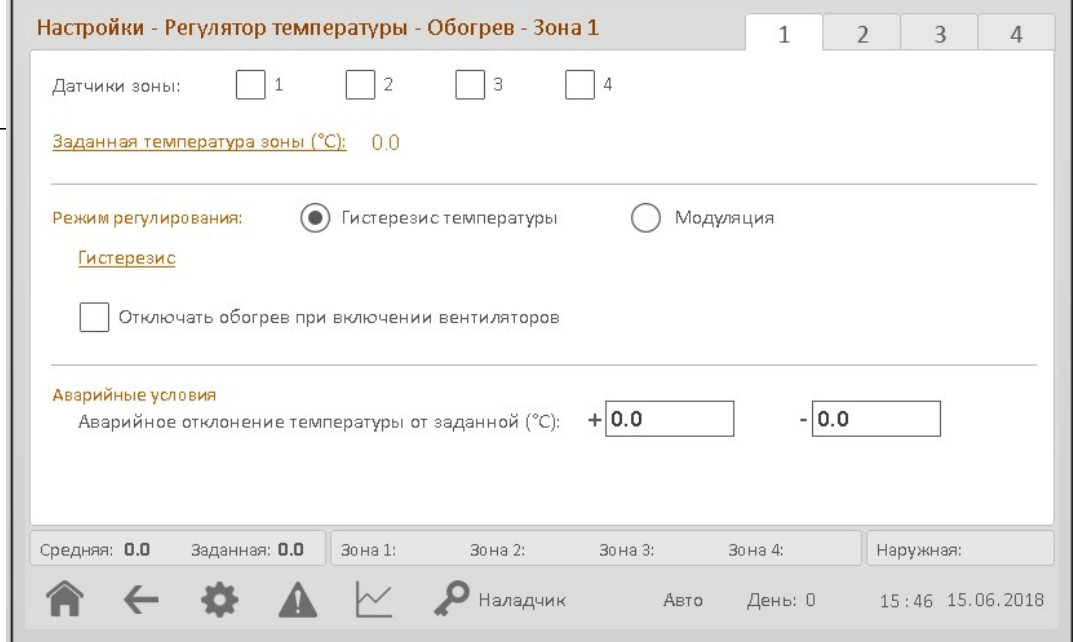 Настройки - Регулятор температуры - Обогрев - Зона 1 1 2 3 4
Датчики зоны: 1 2 3 4
Заданная температура зоны (°С): 0.0
Режим регулирования: Гистерезис температуры Модуляция
Гистерезис
Отключать обогрев при включении вентиляторов
Аварийные условия
Аварийное отклонение температуры от заданной (°С): + 0.0 - 0.0
Средняя: 0.0 Заданная: 0.0 Зона 1: Зона 2: Зона 3: Зона 4: Наружная:
Наладчик Авто День: 0 15:46 15.06.2018